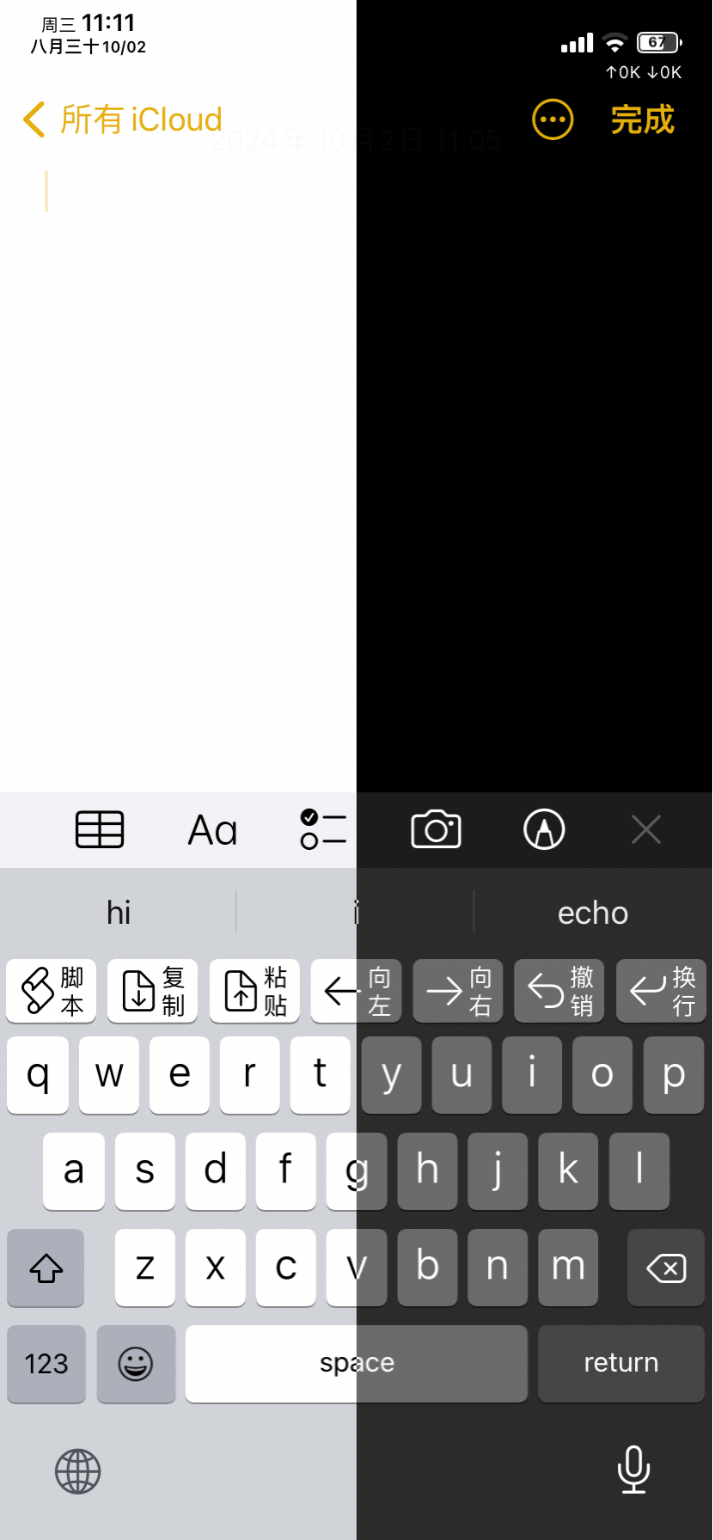 周三 11:11
八月三十 10/02
67
↑0K ↓0K
所有 iCloud
完成
2024年10月2日 11:05
Aa
hi
i
echo
脚本
复制
粘贴
向左
向右
撤销
换行
q w e r t y u i o p
a s d f g h j k l
z x c v b n m
123
space
return